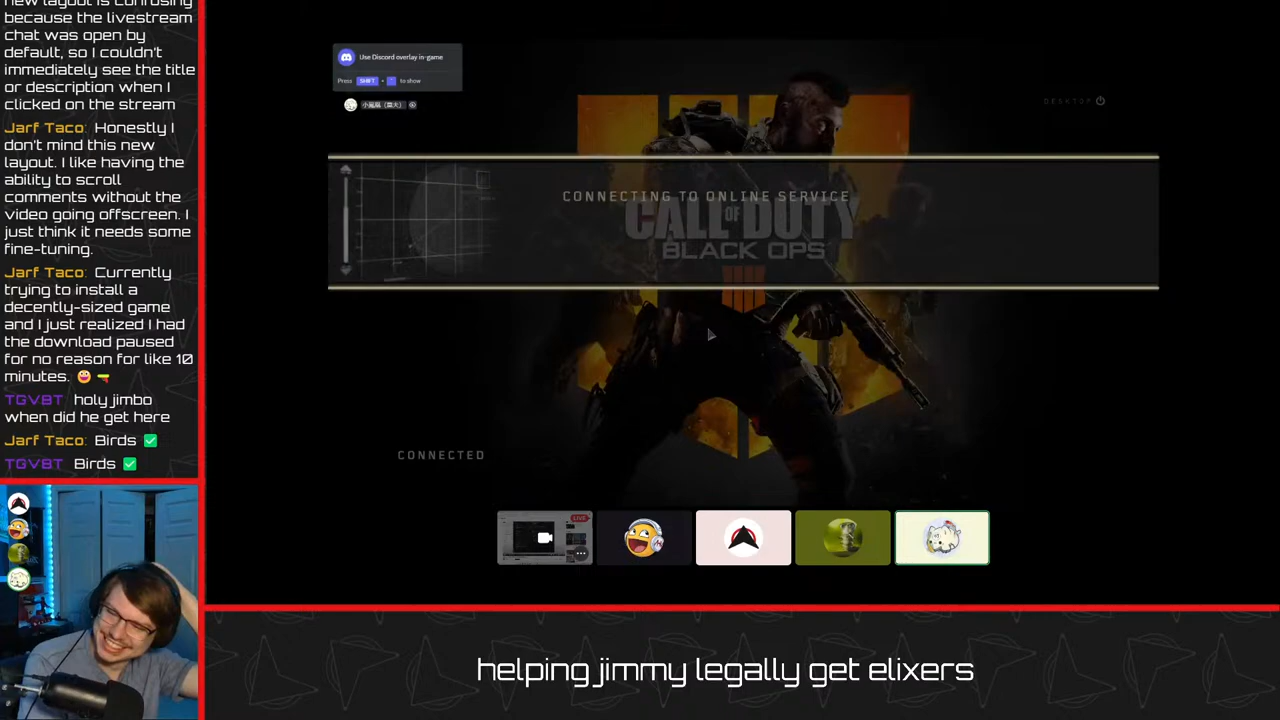 new layout is confusing
because the livestream
chat was open by
default, so I couldn't
immediately see the title
or description when I
clicked on the stream
Jarf Taco: Honestly I
don't mind this new
layout. I like having the
ability to scroll
comments without the
video going offscreen. I
just think it needs some
fine-tuning.
Jarf Taco: Currently
trying to install a
decently-sized game
and I just realized I had
the download paused
for no reason for like 10
minutes.
TGVBT holy jimbo
when did he get here
Jarf Taco: Birds ✅
TGVBT Birds ✅
Use Discord overlay in-game
Press SHIFT + ` to show
DESKTOP
CONNECTING TO ONLINE SERVICE
CALL OF DUTY
BLACK OPS
IIII
CONNECTED
LIVE
helping jimmy legally get elixers